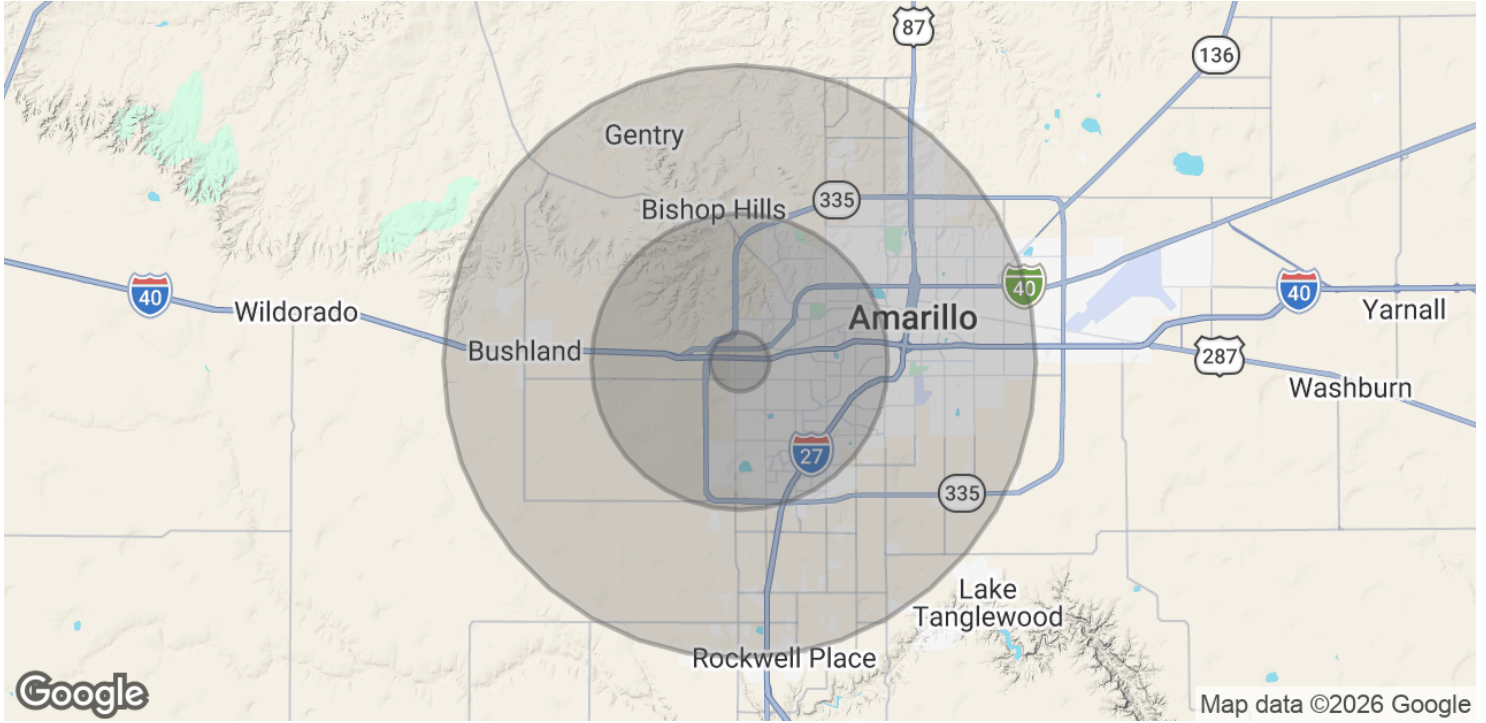 87
136
Gentry
Bishop Hills
335
40
40
40
Wildorado
Amarillo
Yarnall
Bushland
287
Washburn
27
335
Lake
Tanglewood
Rockwell Place
Google
Map data ©2026 Google